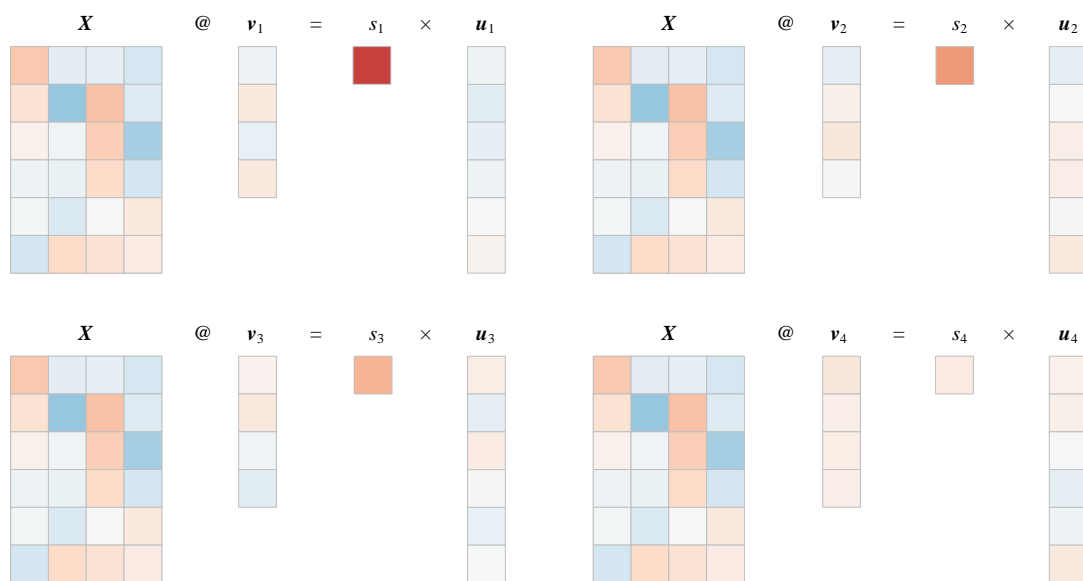 X @ v₁ = s₁ × u₁ X @ v₂ = s₂ × u₂
X @ v₃ = s₃ × u₃ X @ v₄ = s₄ × u₄